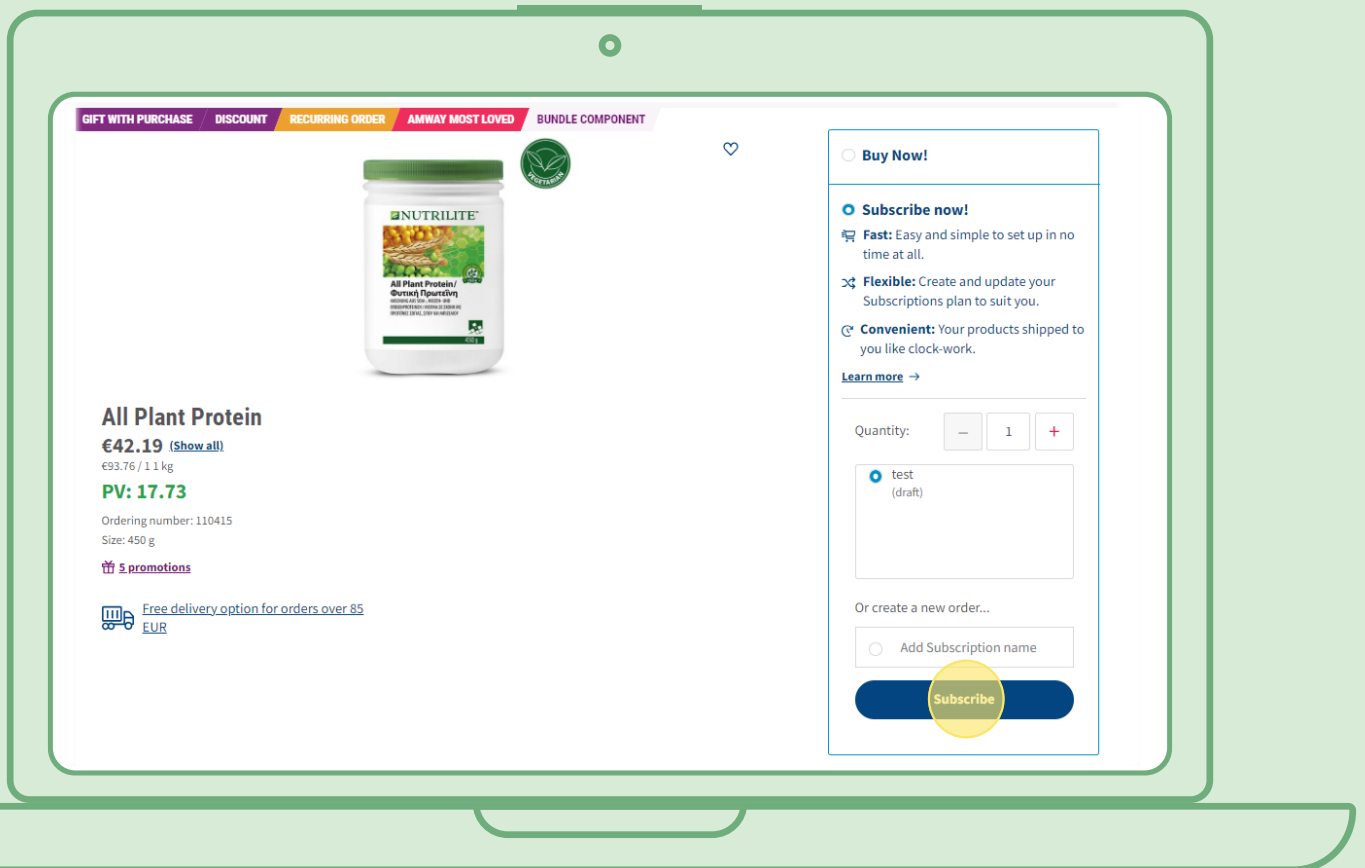 GIFT WITH PURCHASE
DISCOUNT
RECURRING ORDER
AMWAY MOST LOVED
BUNDLE COMPONENT
VEGETARIAN
NUTRILITE™
All Plant Protein/
Φυτική Πρωτεΐνη
450 g
All Plant Protein
€42.19 (Show all)
€93.76 / 1 1 kg
PV: 17.73
Ordering number: 110415
Size: 450 g
5 promotions
Free delivery option for orders over 85
EUR
Buy Now!
Subscribe now!
Fast: Easy and simple to set up in no
time at all.
Flexible: Create and update your
Subscriptions plan to suit you.
Convenient: Your products shipped to
you like clock-work.
Learn more →
Quantity:
–
1
+
test
(draft)
Or create a new order...
Add Subscription name
Subscribe